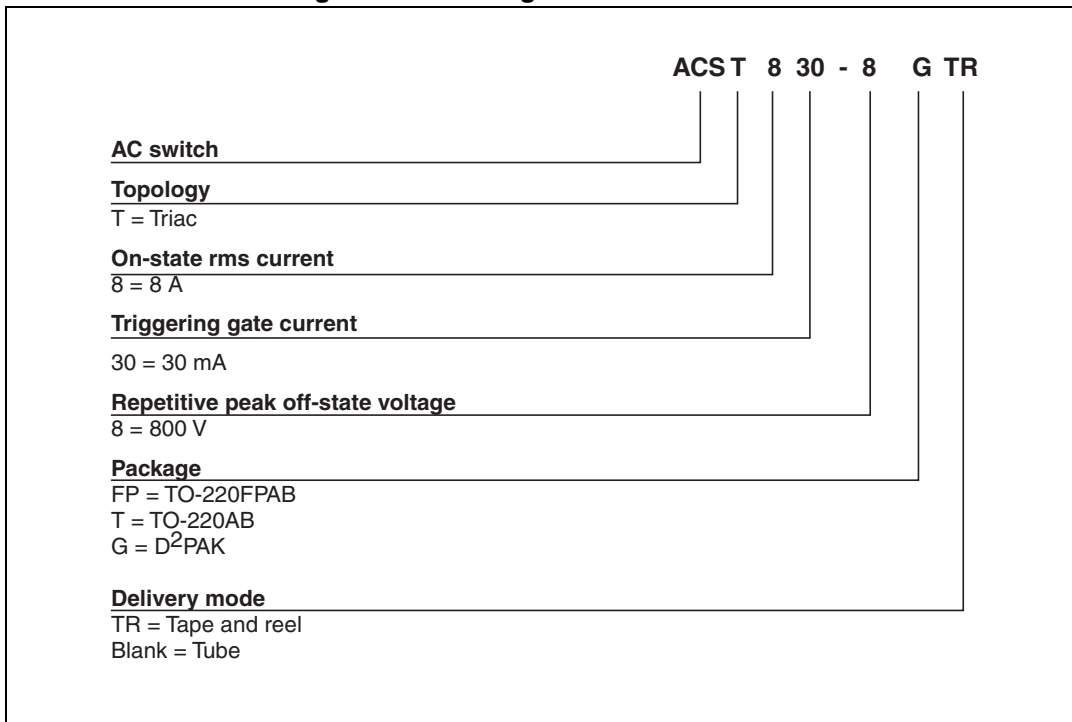 ACS T 8 30 - 8 G TR
AC switch
Topology
T = Triac
On-state rms current
8 = 8 A
Triggering gate current
30 = 30 mA
Repetitive peak off-state voltage
8 = 800 V
Package
FP = TO-220FPAB
T = TO-220AB
G = D²PAK
Delivery mode
TR = Tape and reel
Blank = Tube